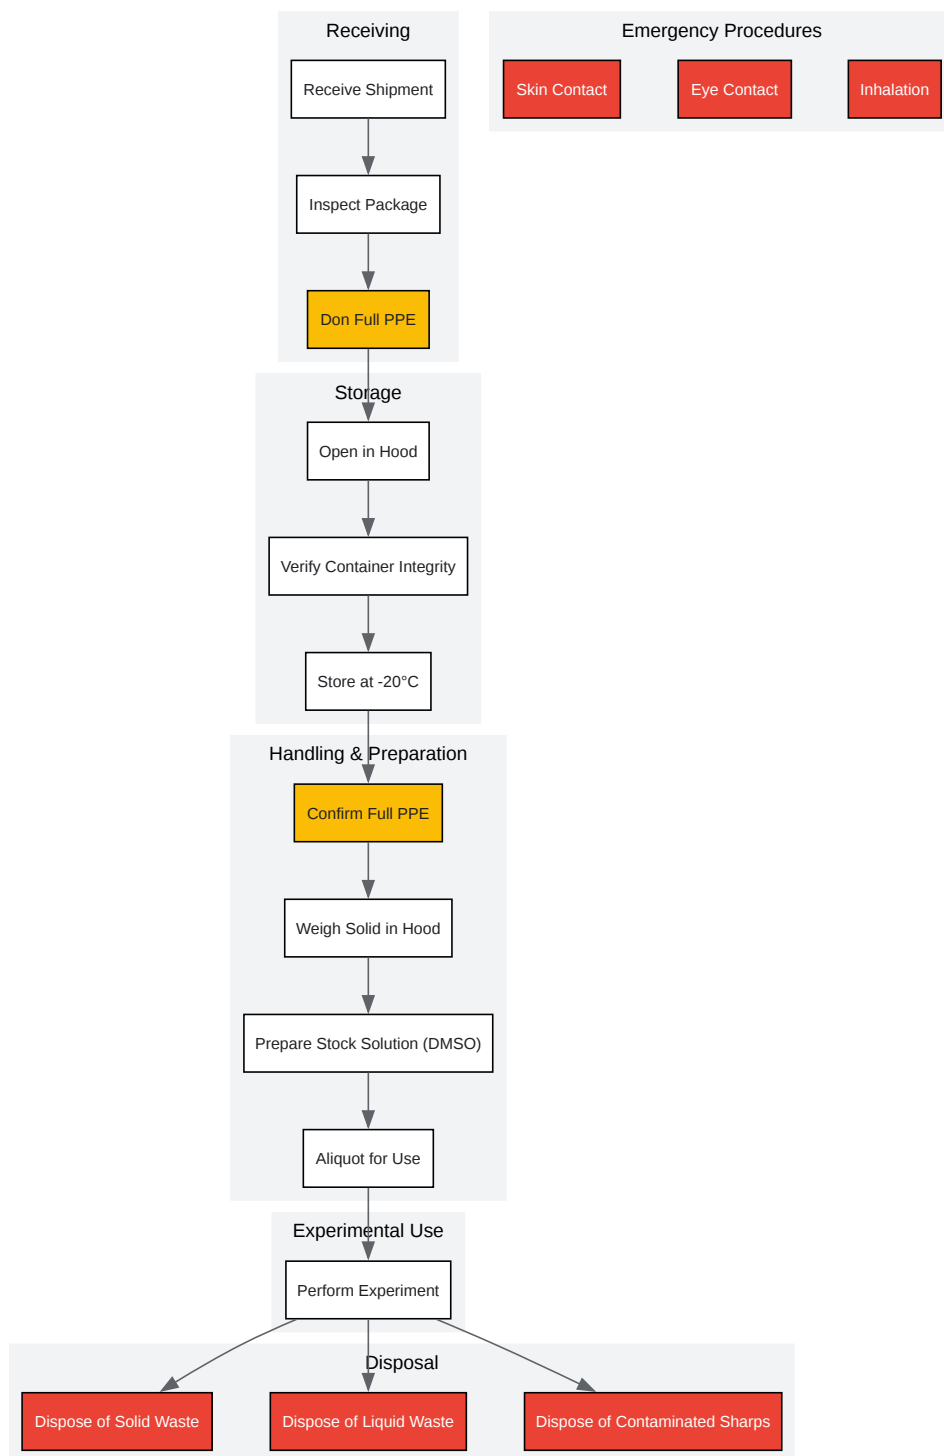 Receiving
Receive Shipment
Inspect Package
Don Full PPE
Emergency Procedures
Skin Contact
Eye Contact
Inhalation
Storage
Open in Hood
Verify Container Integrity
Store at -20°C
Handling & Preparation
Confirm Full PPE
Weigh Solid in Hood
Prepare Stock Solution (DMSO)
Aliquot for Use
Experimental Use
Perform Experiment
Disposal
Dispose of Solid Waste
Dispose of Liquid Waste
Dispose of Contaminated Sharps